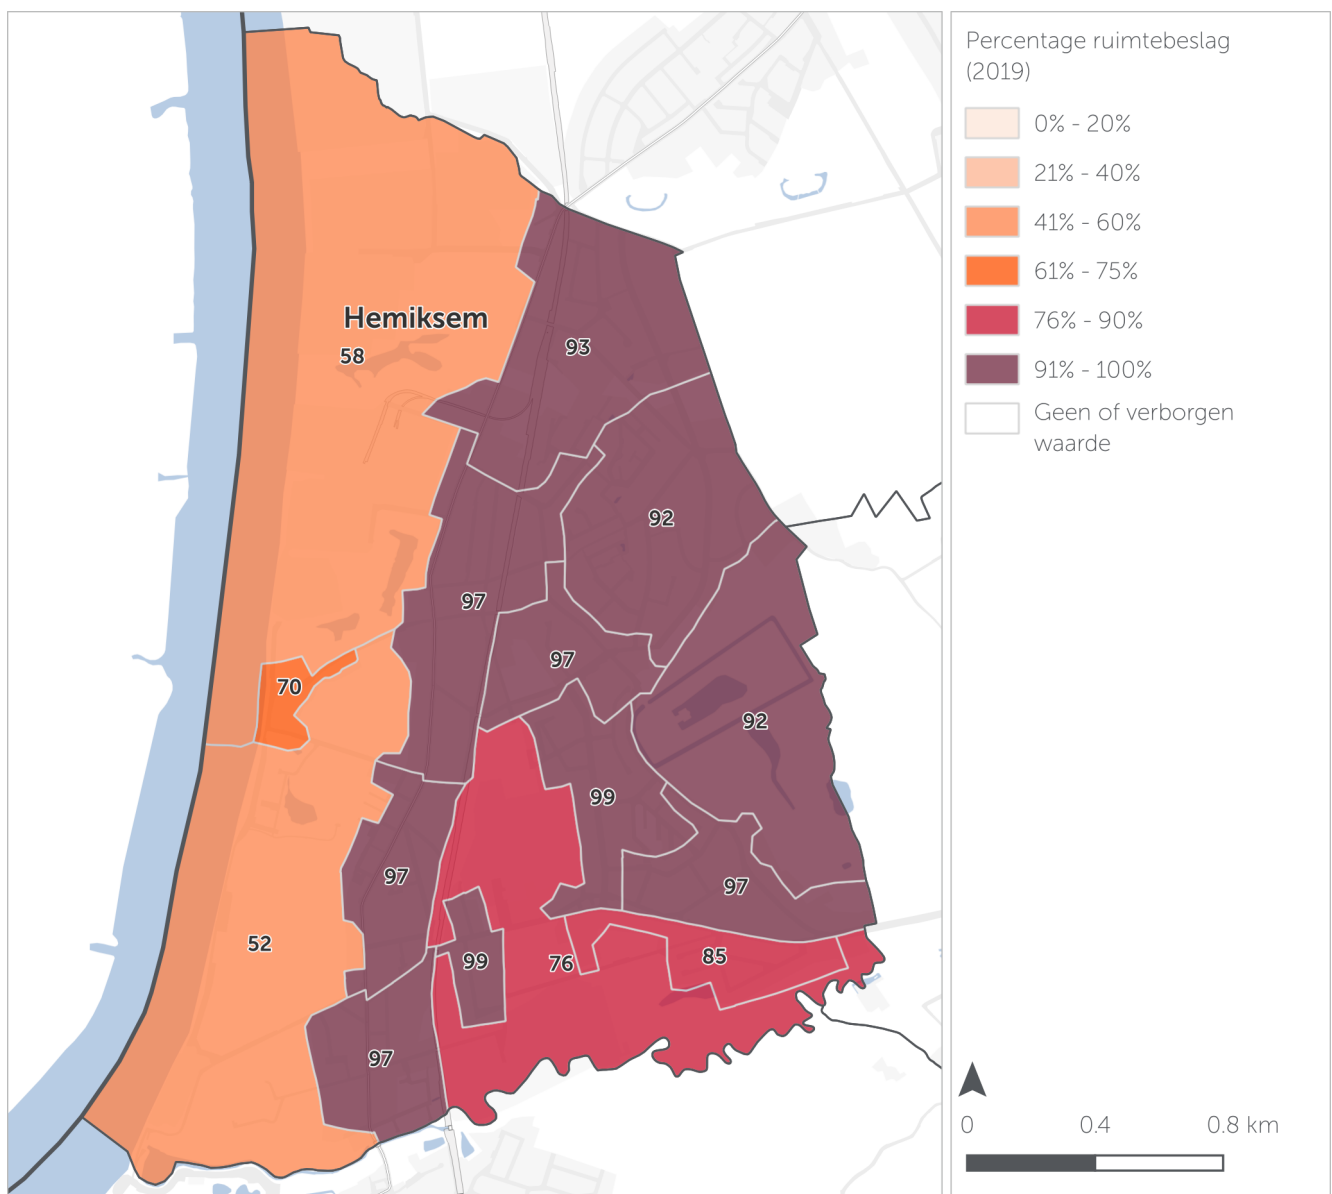 Hemiksem
58
93
92
97
97
70
92
99
97
97
52
99
76
85
97
Percentage ruimtebeslag
(2019)
0% - 20%
21% - 40%
41% - 60%
61% - 75%
76% - 90%
91% - 100%
Geen of verborgen
waarde
0 0.4 0.8 km